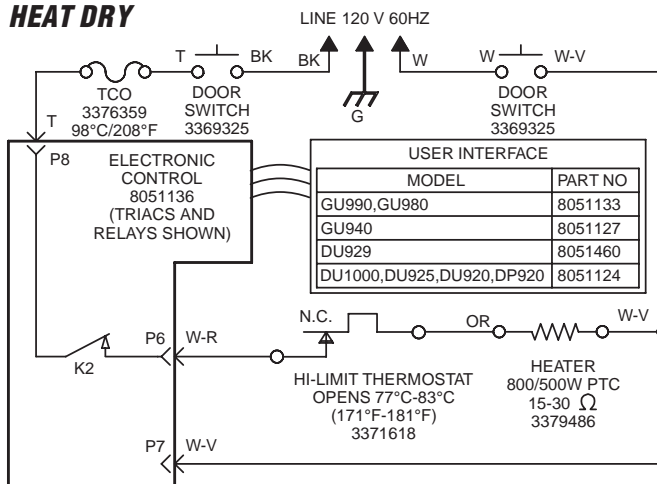 HEAT DRY
LINE 120 V 60HZ
T BK BK W W W-V
G
TCO
3376359
98°C/208°F
DOOR
SWITCH
3369325
DOOR
SWITCH
3369325
T
P8
ELECTRONIC
CONTROL
8051136
(TRIACS AND
RELAYS SHOWN)
USER INTERFACE
MODEL PART NO
GU990,GU980 8051133
GU940 8051127
DU929 8051460
DU1000,DU925,DU920,DP920 8051124
K2
P6 W-R
N.C.
OR
W-V
HI-LIMIT THERMOSTAT
OPENS 77°C-83°C
(171°F-181°F)
3371618
HEATER
800/500W PTC
15-30 Ω
3379486
P7 W-V